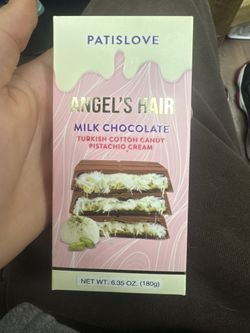 PATISLOVE
ANGEL'S HAIR
MILK CHOCOLATE
TURKISH COTTON CANDY
PISTACHIO CREAM
NET WT. 6.35 OZ. (180g)